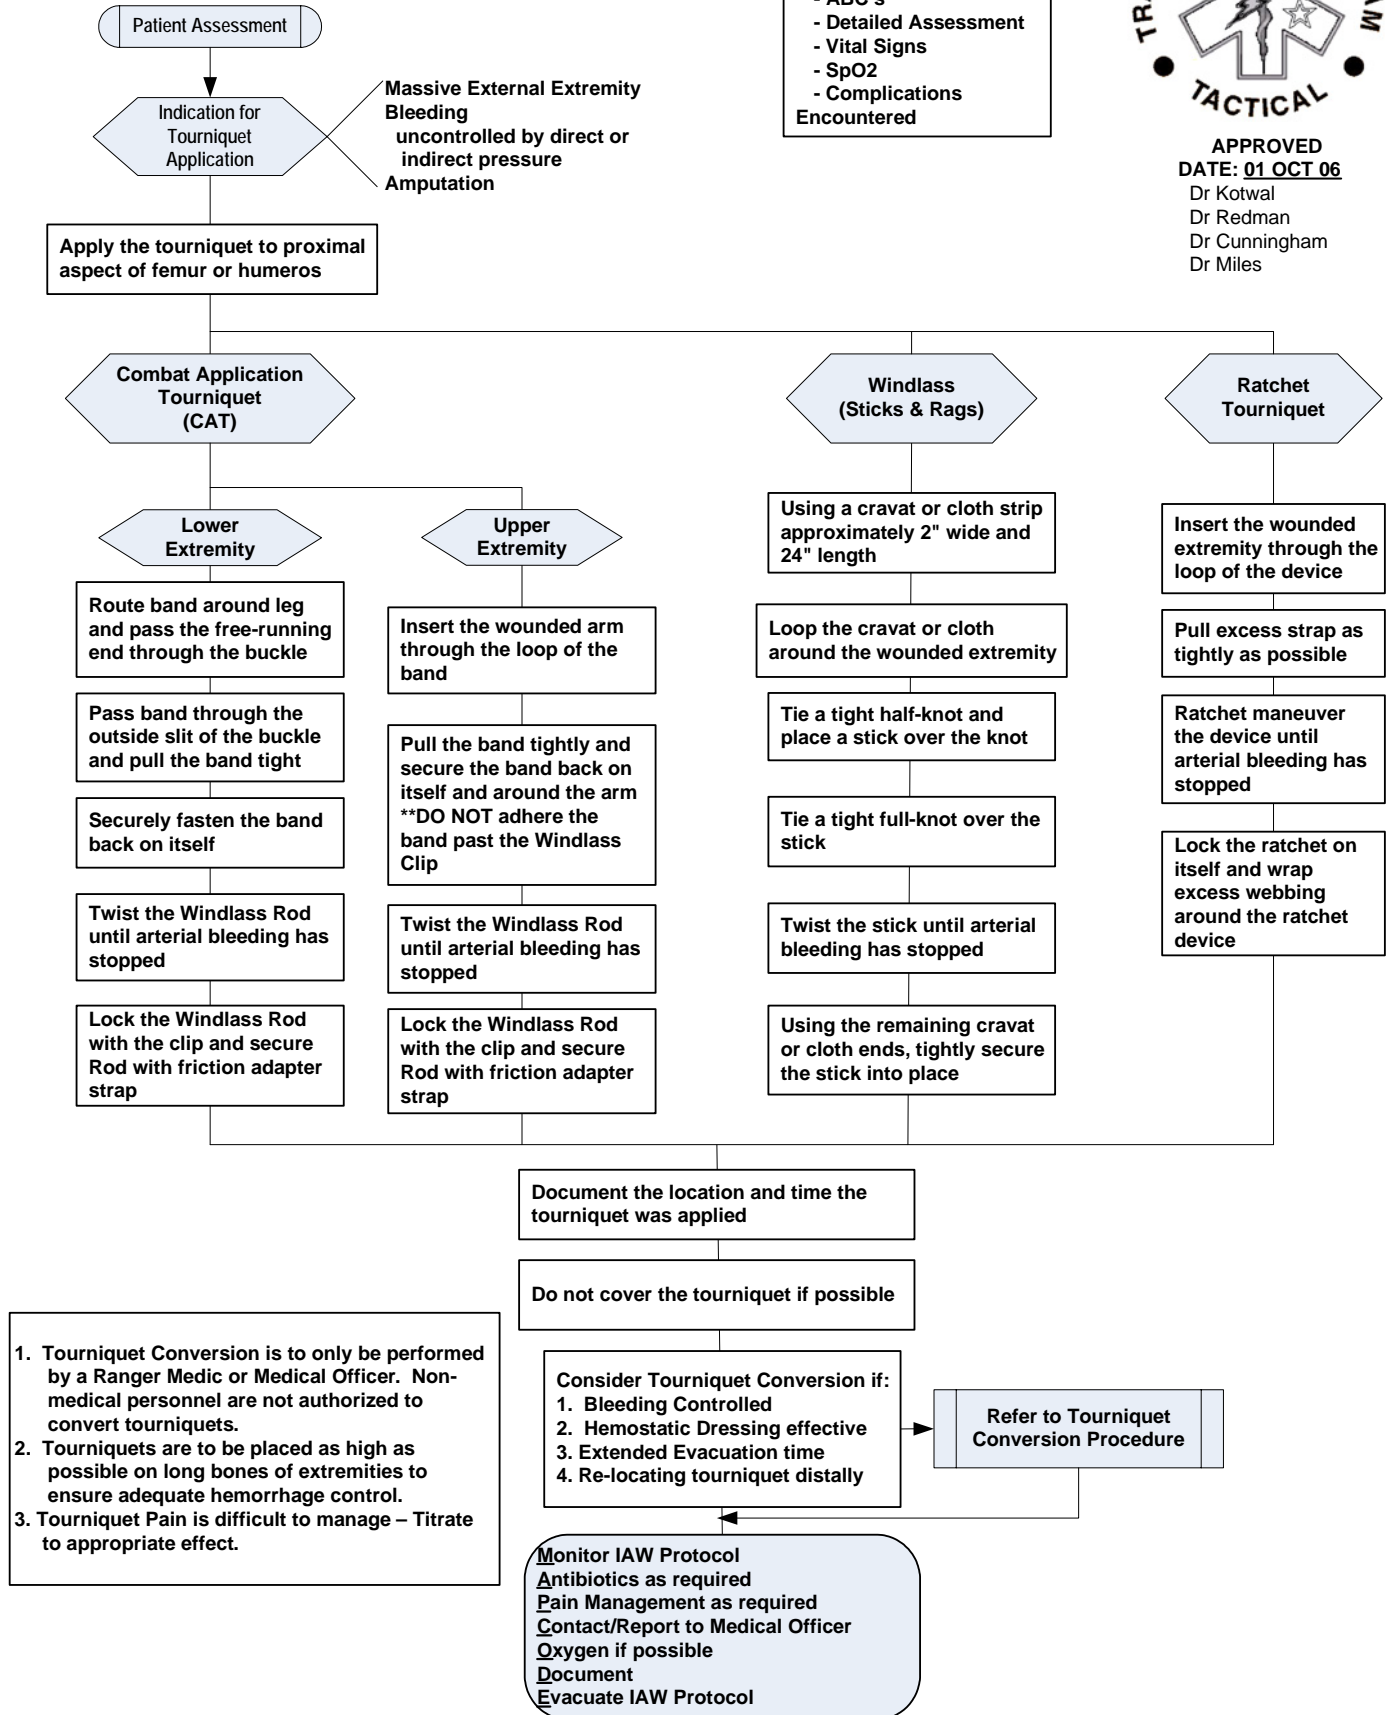 Patient Assessment
Indication for
Tourniquet
Application
Massive External Extremity
Bleeding
uncontrolled by direct or
indirect pressure
Amputation
- ABC's
- Detailed Assessment
- Vital Signs
- SpO2
- Complications
Encountered
TACTICAL
APPROVED
DATE: 01 OCT 06
Dr Kotwal
Dr Redman
Dr Cunningham
Dr Miles
Apply the tourniquet to proximal
aspect of femur or humeros
Combat Application
Tourniquet
(CAT)
Windlass
(Sticks & Rags)
Ratchet
Tourniquet
Lower
Extremity
Upper
Extremity
Route band around leg
and pass the free-running
end through the buckle
Pass band through the
outside slit of the buckle
and pull the band tight
Securely fasten the band
back on itself
Twist the Windlass Rod
until arterial bleeding has
stopped
Lock the Windlass Rod
with the clip and secure
Rod with friction adapter
strap
Insert the wounded arm
through the loop of the
band
Pull the band tightly and
secure the band back on
itself and around the arm
**DO NOT adhere the
band past the Windlass
Clip
Twist the Windlass Rod
until arterial bleeding has
stopped
Lock the Windlass Rod
with the clip and secure
Rod with friction adapter
strap
Using a cravat or cloth strip
approximately 2" wide and
24" length
Loop the cravat or cloth
around the wounded extremity
Tie a tight half-knot and
place a stick over the knot
Tie a tight full-knot over the
stick
Twist the stick until arterial
bleeding has stopped
Using the remaining cravat
or cloth ends, tightly secure
the stick into place
Insert the wounded
extremity through the
loop of the device
Pull excess strap as
tightly as possible
Ratchet maneuver
the device until
arterial bleeding has
stopped
Lock the ratchet on
itself and wrap
excess webbing
around the ratchet
device
Document the location and time the
tourniquet was applied
Do not cover the tourniquet if possible
Consider Tourniquet Conversion if:
1. Bleeding Controlled
2. Hemostatic Dressing effective
3. Extended Evacuation time
4. Re-locating tourniquet distally
Refer to Tourniquet
Conversion Procedure
1. Tourniquet Conversion is to only be performed
by a Ranger Medic or Medical Officer. Non-
medical personnel are not authorized to
convert tourniquets.
2. Tourniquets are to be placed as high as
possible on long bones of extremities to
ensure adequate hemorrhage control.
3. Tourniquet Pain is difficult to manage – Titrate
to appropriate effect.
Monitor IAW Protocol
Antibiotics as required
Pain Management as required
Contact/Report to Medical Officer
Oxygen if possible
Document
Evacuate IAW Protocol